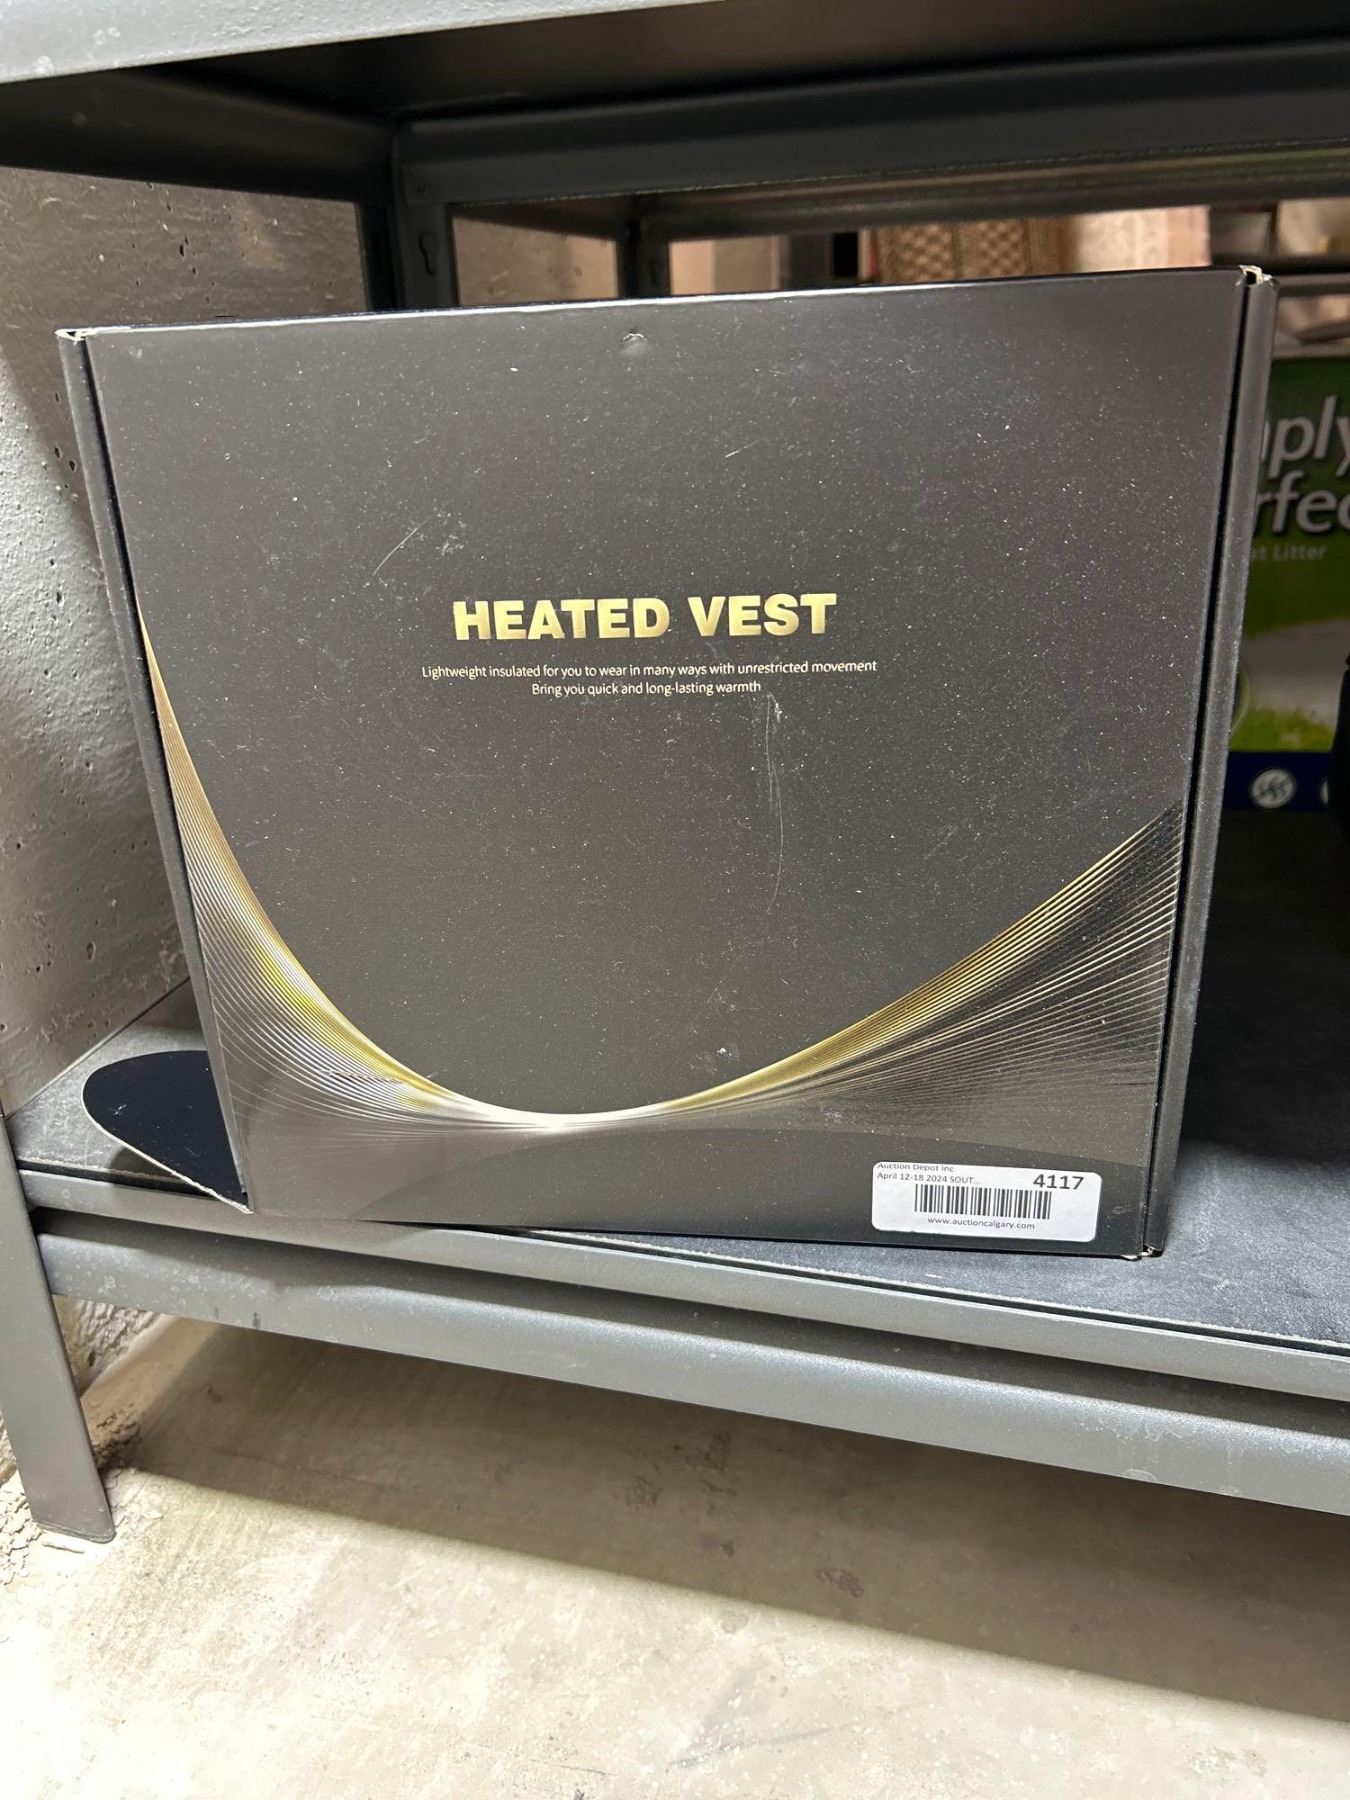 HEATED VEST
Lightweight insulated for you to wear in many ways with unrestricted movement
Bring you quick and long-lasting warmth
Auction Depot Inc
April 12-18 2024 SOUT...
4117
www.auctioncalgary.com
Litter